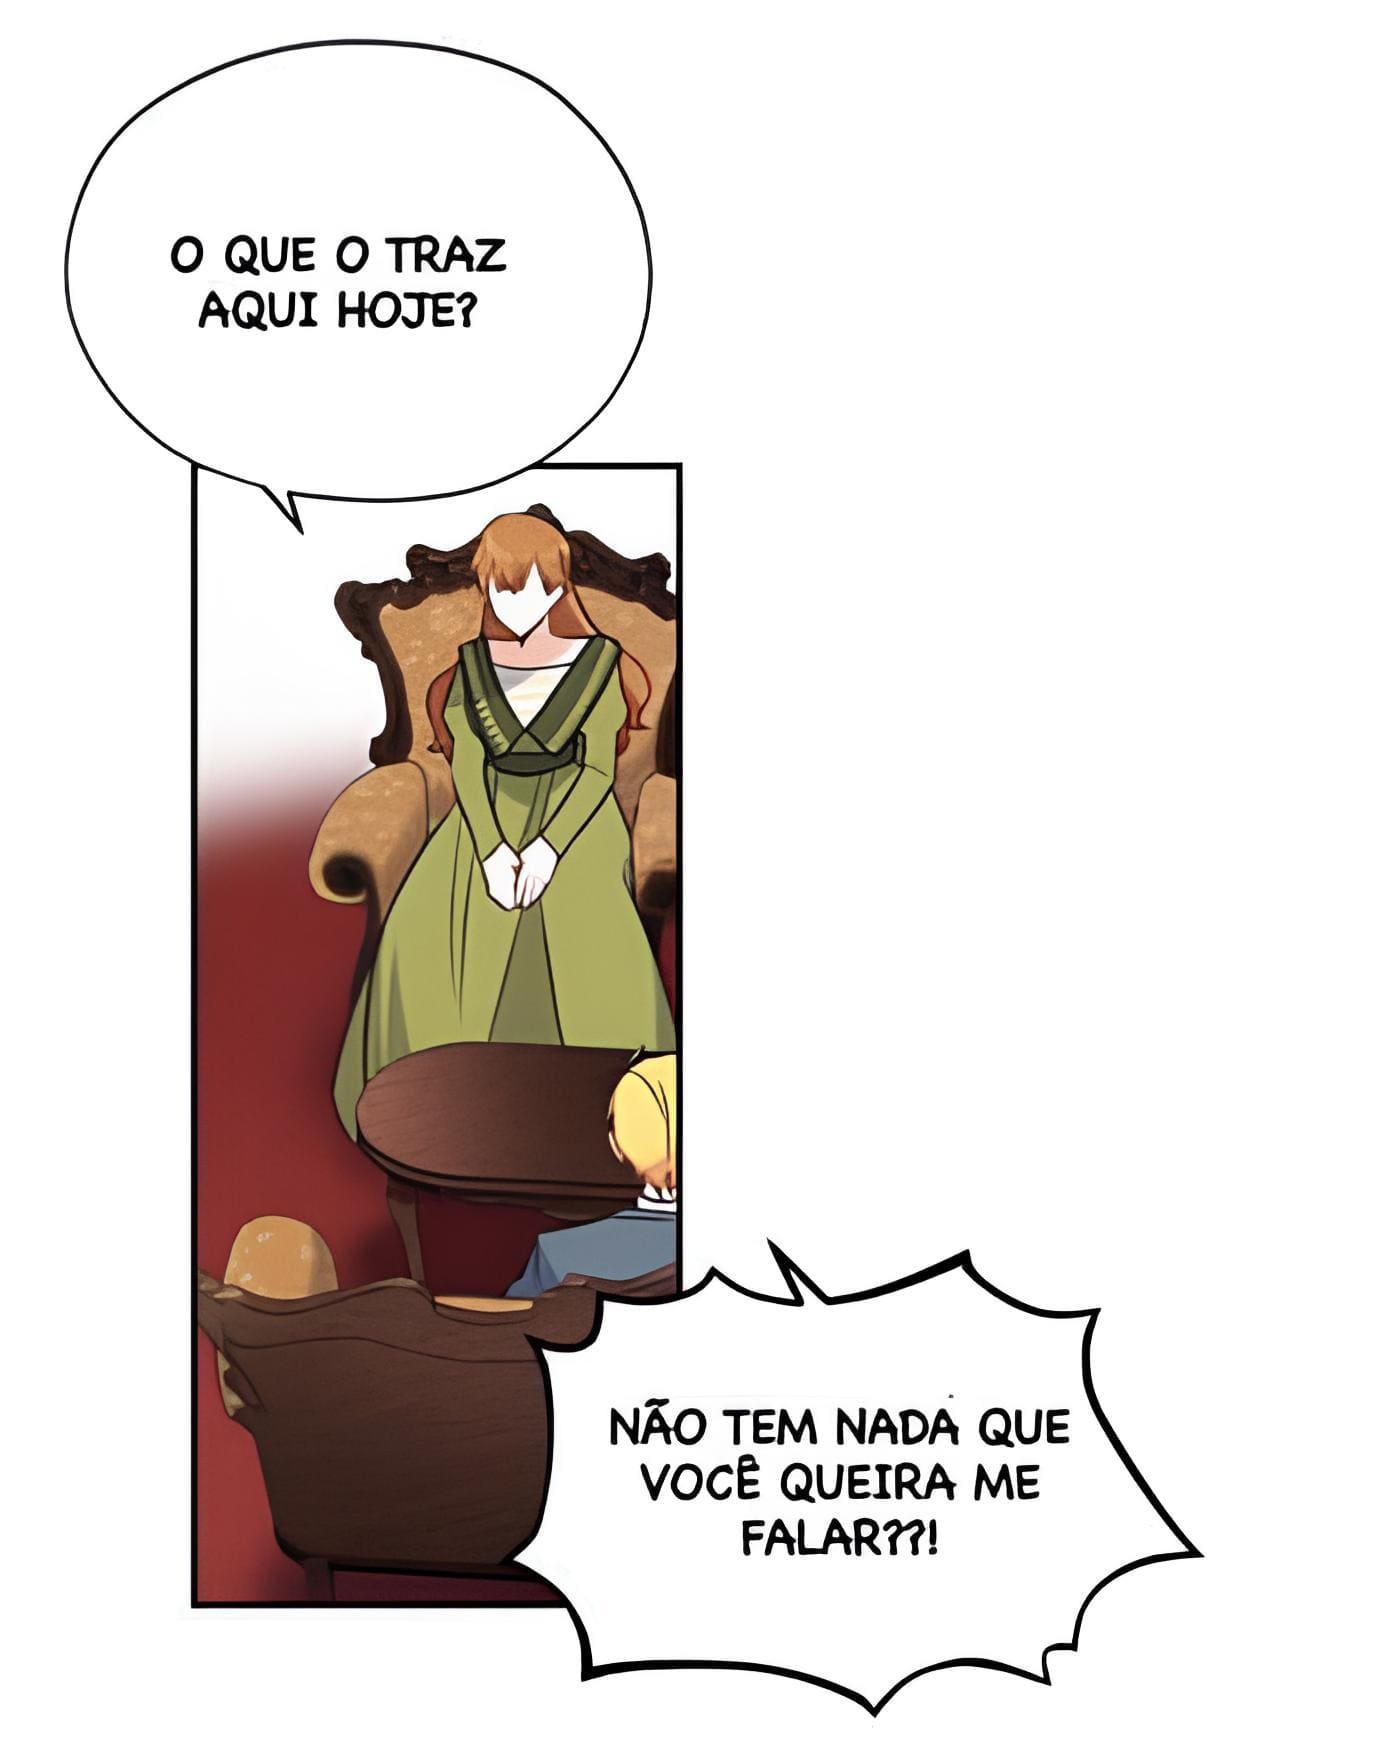 O QUE O TRAZ
AQUI HOJE?
NÃO TEM NADA QUE
VOCÊ QUEIRA ME
FALAR??!